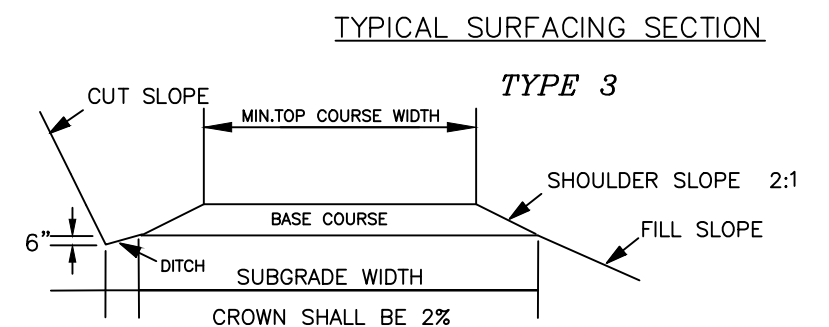 TYPICAL SURFACING SECTION
TYPE 3
CUT SLOPE
MIN.TOP COURSE WIDTH
SHOULDER SLOPE 2:1
BASE COURSE
FILL SLOPE
6"
DITCH
SUBGRADE WIDTH
CROWN SHALL BE 2%